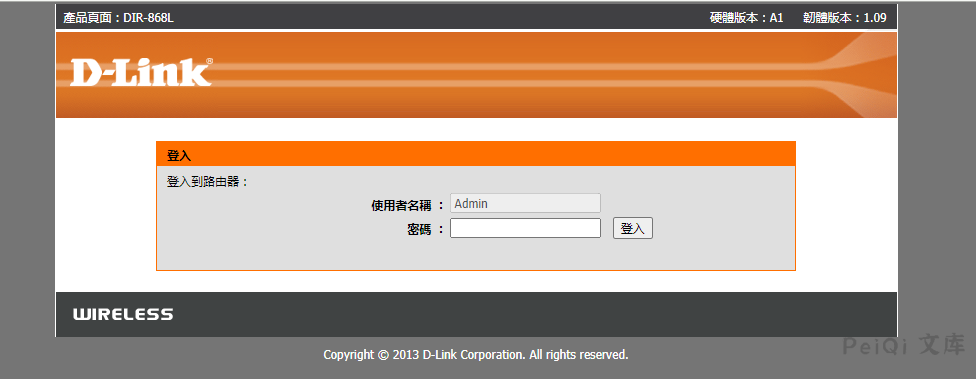 產品頁面：DIR-868L 硬體版本：A1 韌體版本：1.09
D-Link®
登入
登入到路由器：
使用者名稱 ： Admin
密碼 ： 登入
WIRELESS
Copyright © 2013 D-Link Corporation. All rights reserved.
PeiQi 文库